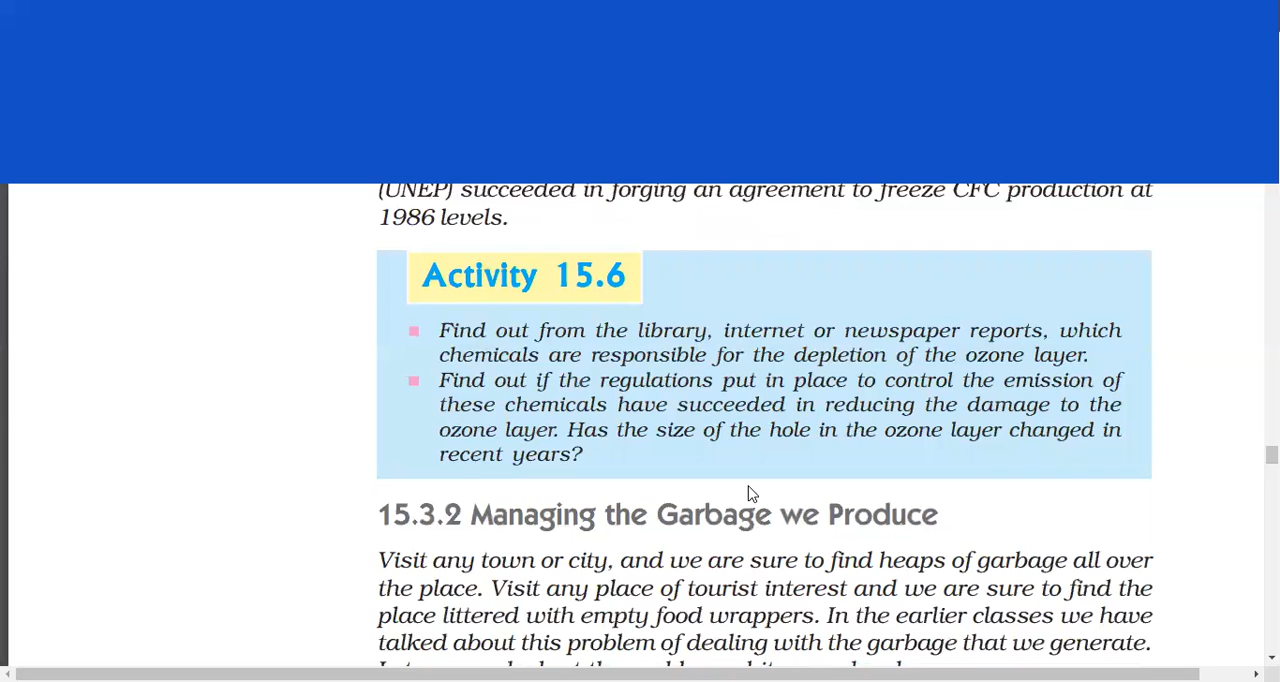 (UNEP) succeeded in forging an agreement to freeze CFC production at
1986 levels.
Activity 15.6
Find out from the library, internet or newspaper reports, which
chemicals are responsible for the depletion of the ozone layer.
Find out if the regulations put in place to control the emission of
these chemicals have succeeded in reducing the damage to the
ozone layer. Has the size of the hole in the ozone layer changed in
recent years?
15.3.2 Managing the Garbage we Produce
Visit any town or city, and we are sure to find heaps of garbage all over
the place. Visit any place of tourist interest and we are sure to find the
place littered with empty food wrappers. In the earlier classes we have
talked about this problem of dealing with the garbage that we generate.